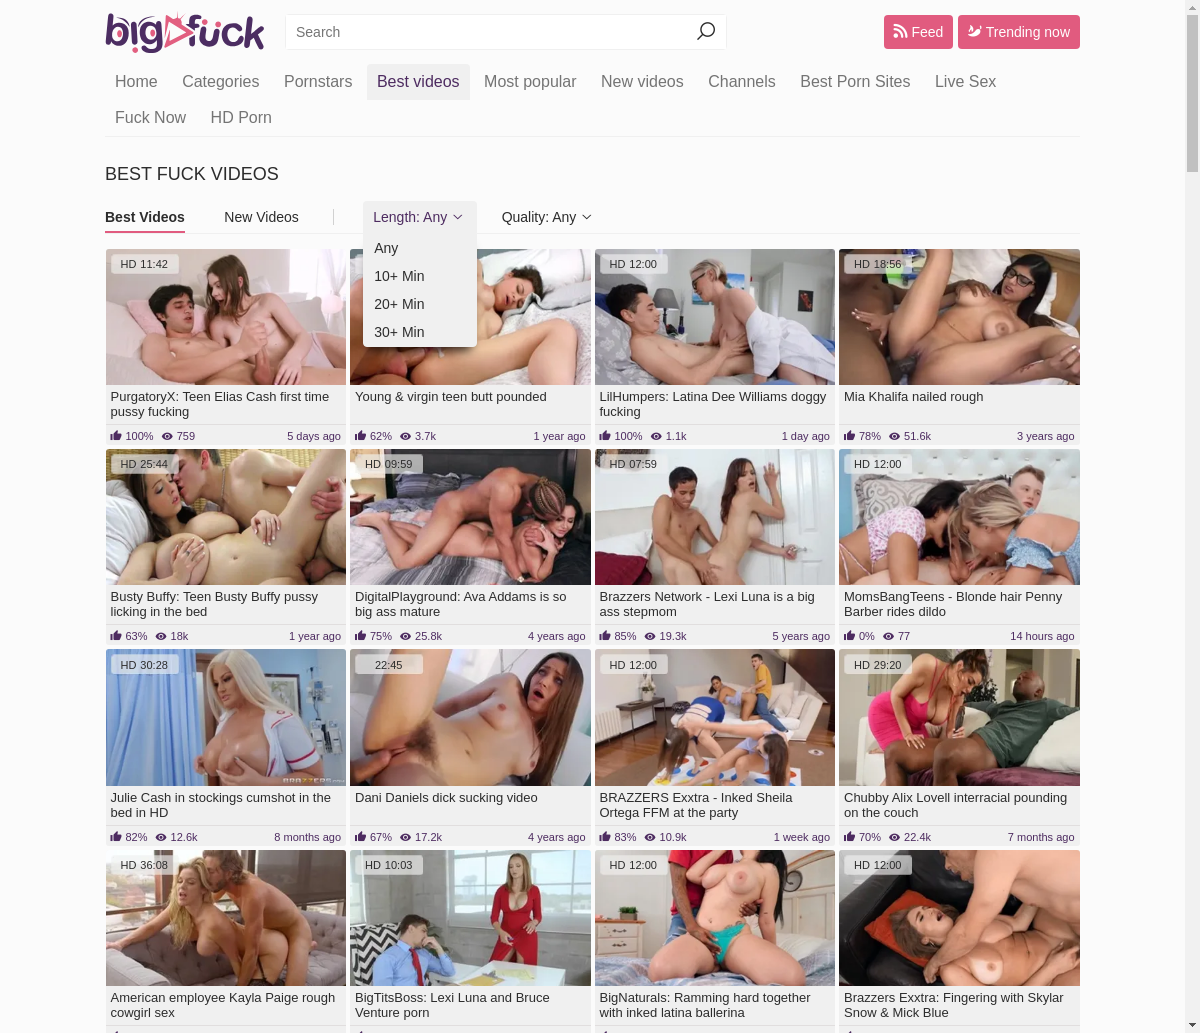 bigfuck
Search
Feed
Trending now
Home Categories Pornstars Best videos Most popular New videos Channels Best Porn Sites Live Sex
Fuck Now HD Porn
BEST FUCK VIDEOS
Best Videos New Videos Length: Any Quality: Any
Any
10+ Min
20+ Min
30+ Min
HD 11:42
HD 12:00
HD 18:56
PurgatoryX: Teen Elias Cash first time
pussy fucking
100% 759 5 days ago
Young & virgin teen butt pounded
62% 3.7k 1 year ago
LilHumpers: Latina Dee Williams doggy
fucking
100% 1.1k 1 day ago
Mia Khalifa nailed rough
78% 51.6k 3 years ago
HD 25:44
HD 09:59
HD 07:59
HD 12:00
Busty Buffy: Teen Busty Buffy pussy
licking in the bed
63% 18k 1 year ago
DigitalPlayground: Ava Addams is so
big ass mature
75% 25.8k 4 years ago
Brazzers Network - Lexi Luna is a big
ass stepmom
85% 19.3k 5 years ago
MomsBangTeens - Blonde hair Penny
Barber rides dildo
0% 77 14 hours ago
HD 30:28
22:45
HD 12:00
HD 29:20
Julie Cash in stockings cumshot in the
bed in HD
82% 12.6k 8 months ago
Dani Daniels dick sucking video
67% 17.2k 4 years ago
BRAZZERS Exxtra - Inked Sheila
Ortega FFM at the party
83% 10.9k 1 week ago
Chubby Alix Lovell interracial pounding
on the couch
70% 22.4k 7 months ago
HD 36:08
HD 10:03
HD 12:00
HD 12:00
American employee Kayla Paige rough
cowgirl sex
BugTitsBoss: Lexi Luna and Bruce
Venture porn
BigNaturals: Ramming hard together
with inked latina ballerina
Brazzers Exxtra: Fingering with Skylar
Snow & Mick Blue